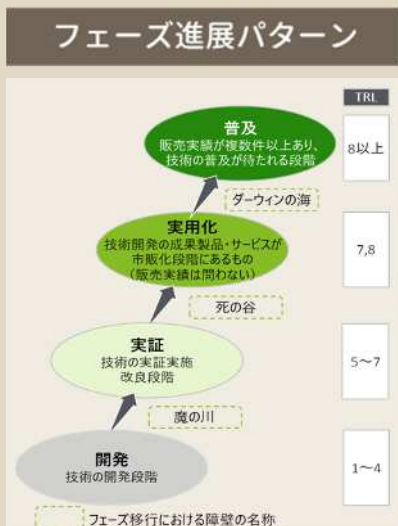 フェーズ進展パターン
TRL
普及
販売実績が複数件以上あり、
技術の普及が待たれる段階
8以上
ダーウィンの海
実用化
技術開発の成果製品・サービスが
市販化段階にあるもの
(販売実績は問わない)
7,8
死の谷
実証
技術の実証実施
改良段階
5～7
魔の川
開発
技術の開発段階
1～4
フェーズ移行における障壁の名称